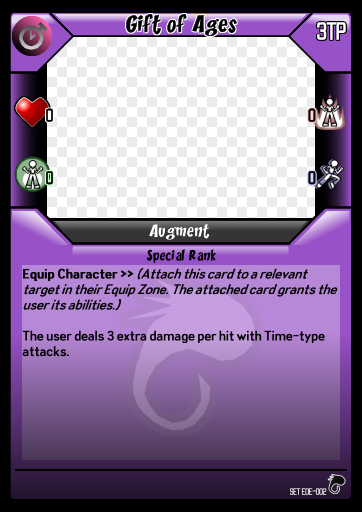 Gift of Ages
3TP
0
0
0
0
Augment
Special Rank
Equip Character >> (Attach this card to a relevant
target in their Equip Zone. The attached card grants the
user its abilities.)
The user deals 3 extra damage per hit with Time-type
attacks.
SET EOE-002